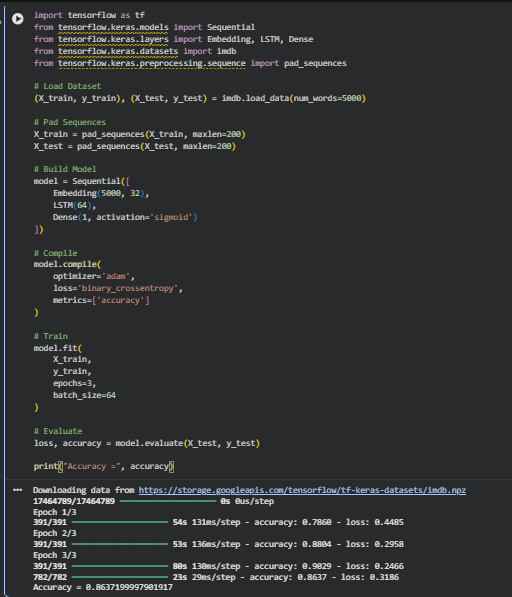 import tensorflow as tf
from tensorflow.keras.models import Sequential
from tensorflow.keras.layers import Embedding, LSTM, Dense
from tensorflow.keras.datasets import imdb
from tensorflow.keras.preprocessing.sequence import pad_sequences

# Load Dataset
(X_train, y_train), (X_test, y_test) = imdb.load_data(num_words=5000)

# Pad Sequences
X_train = pad_sequences(X_train, maxlen=200)
X_test = pad_sequences(X_test, maxlen=200)

# Build Model
model = Sequential([
    Embedding(5000, 32),
    LSTM(64),
    Dense(1, activation='sigmoid')
])

# Compile
model.compile(
    optimizer='adam',
    loss='binary_crossentropy',
    metrics=['accuracy']
)

# Train
model.fit(
    X_train,
    y_train,
    epochs=3,
    batch_size=64
)

# Evaluate
loss, accuracy = model.evaluate(X_test, y_test)

print("Accuracy =", accuracy)
Downloading data from https://storage.googleapis.com/tensorflow/tf-keras-datasets/imdb.npz
17464789/17464789 0s 0us/step
Epoch 1/3
391/391 54s 131ms/step - accuracy: 0.7860 - loss: 0.4485
Epoch 2/3
391/391 53s 136ms/step - accuracy: 0.8804 - loss: 0.2958
Epoch 3/3
391/391 80s 130ms/step - accuracy: 0.9029 - loss: 0.2466
782/782 23s 29ms/step - accuracy: 0.8637 - loss: 0.3186
Accuracy = 0.8637199997901917